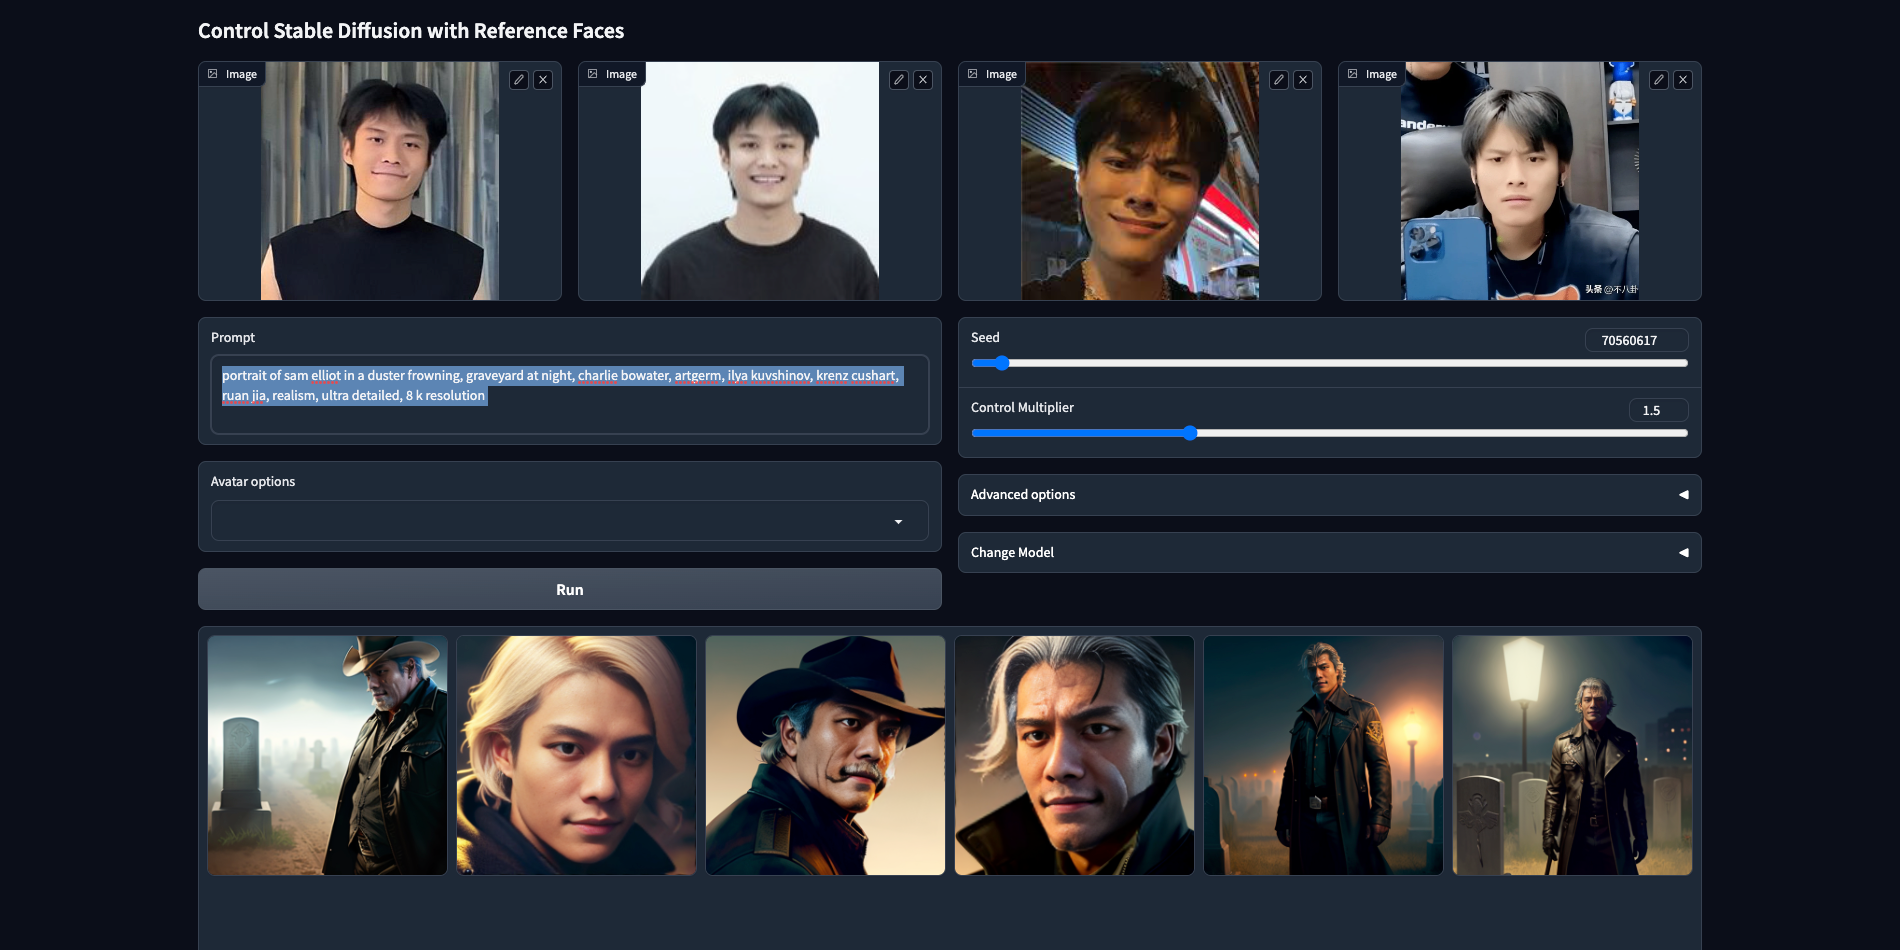 Control Stable Diffusion with Reference Faces
Image
Image
Image
Image
ander
头条 @不八卦
Prompt
portrait of sam elliot in a duster frowning, graveyard at night, charlie bowater, artgerm, ilya kuvshinov, krenz cushart,
ruan jia, realism, ultra detailed, 8 k resolution
Seed
70560617
Control Multiplier
1.5
Avatar options
Advanced options
Change Model
Run